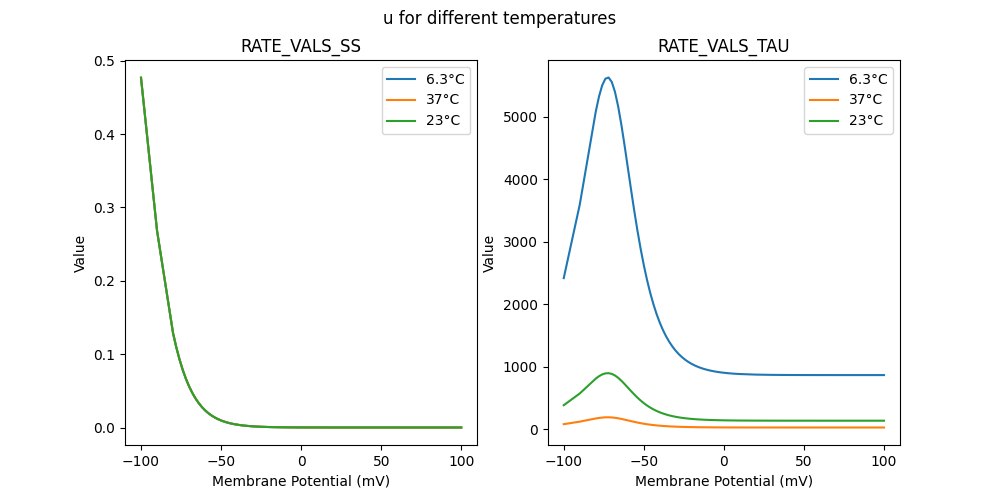 u for different temperatures
RATE_VALS_SS
Value
0.5
0.4
0.3
0.2
0.1
0.0
6.3°C
37°C
23°C
−100 −50 0 50 100
Membrane Potential (mV)
RATE_VALS_TAU
Value
5000
4000
3000
2000
1000
0
6.3°C
37°C
23°C
−100 −50 0 50 100
Membrane Potential (mV)